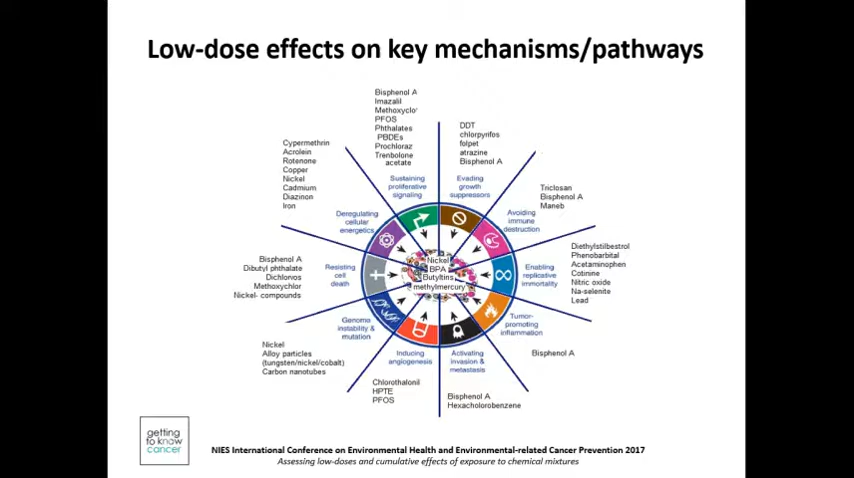 Low-dose effects on key mechanisms/pathways
Bisphenol A
Imazalil
Methoxyclo
PFOS
Phthalates
PBDEs
Prochloraz
Trenbolone
acetate
Sustaining
proliferative
signaling
DDT
chlorpyrifos
folpet
atrazine
Bisphenol A
Evading
growth
suppressors
Triclosan
Bisphenol A
Maneb
Avoiding
immune
destruction
Diethylstilbestrol
Phenobarbital
Acetaminophen
Cotinine
Nitric oxide
Na-selenite
Lead
Enabling
replicative
immortality
Tumor-
promoting
inflammation
Bisphenol A
Activating
invasion &
metastasis
Bisphenol A
Hexacholorobenzene
Inducing
angiogenesis
Chlorothalonil
HPTE
PFOS
Genome
instability &
mutation
Nickel
Alloy particles
(tungsten/nickel/cobalt)
Carbon nanotubes
Resisting
cell
death
Bisphenol A
Dibutyl phthalate
Dichlorvos
Methoxychlor
Nickel- compounds
Deregulating
cellular
energetics
Cypermethrin
Acrolein
Rotenone
Copper
Nickel
Cadmium
Diazinon
Iron
Nickel
BPA
Butyltins
methylmercury
getting
to know
cancer
NIES International Conference on Environmental Health and Environmental-related Cancer Prevention 2017
Assessing low-doses and cumulative effects of exposure to chemical mixtures